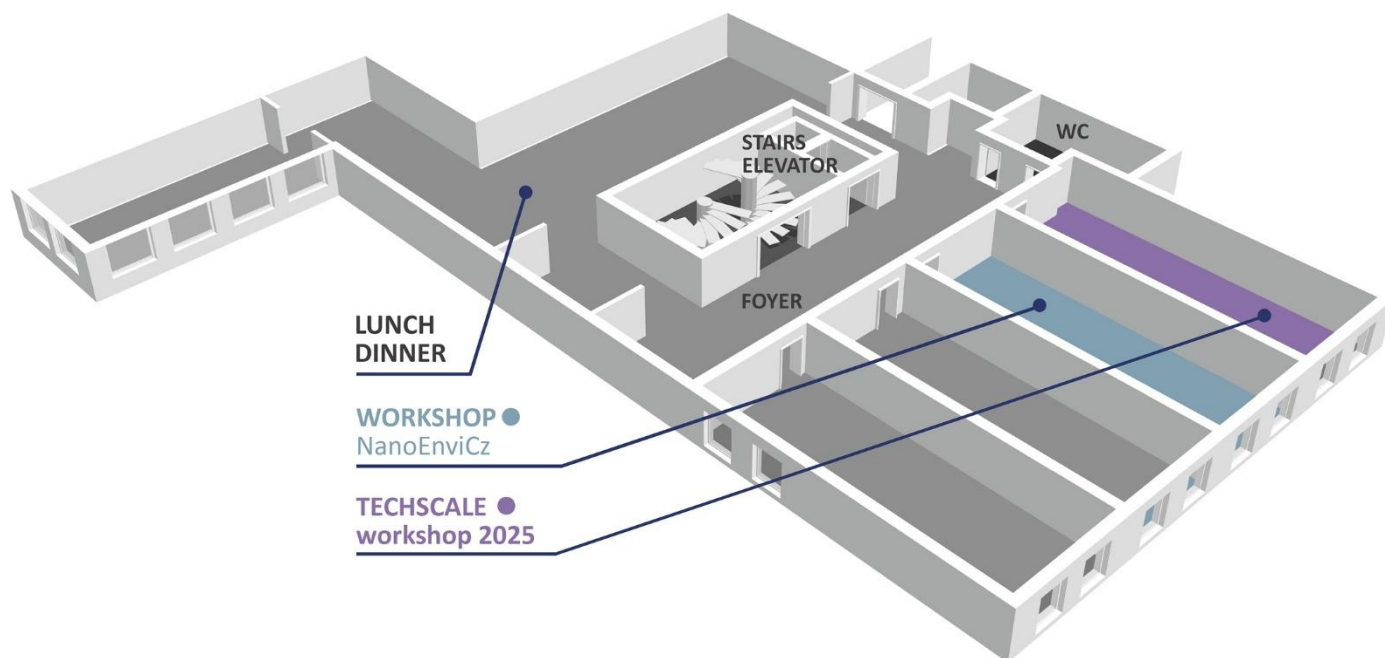 STAIRS
ELEVATOR
WC
FOYER
LUNCH
DINNER
WORKSHOP
NanoEnviCz
TECHSCALE
workshop 2025